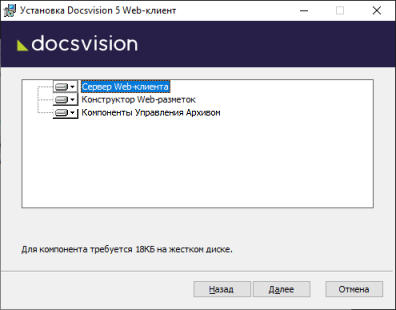 Установка Docsvision 5 Web-клиент
docsvision
Сервер Web-клиента
Конструктор Web-разметок
Компоненты Управления Архивом
Для компонента требуется 18КБ на жестком диске.
Назад Далее Отмена